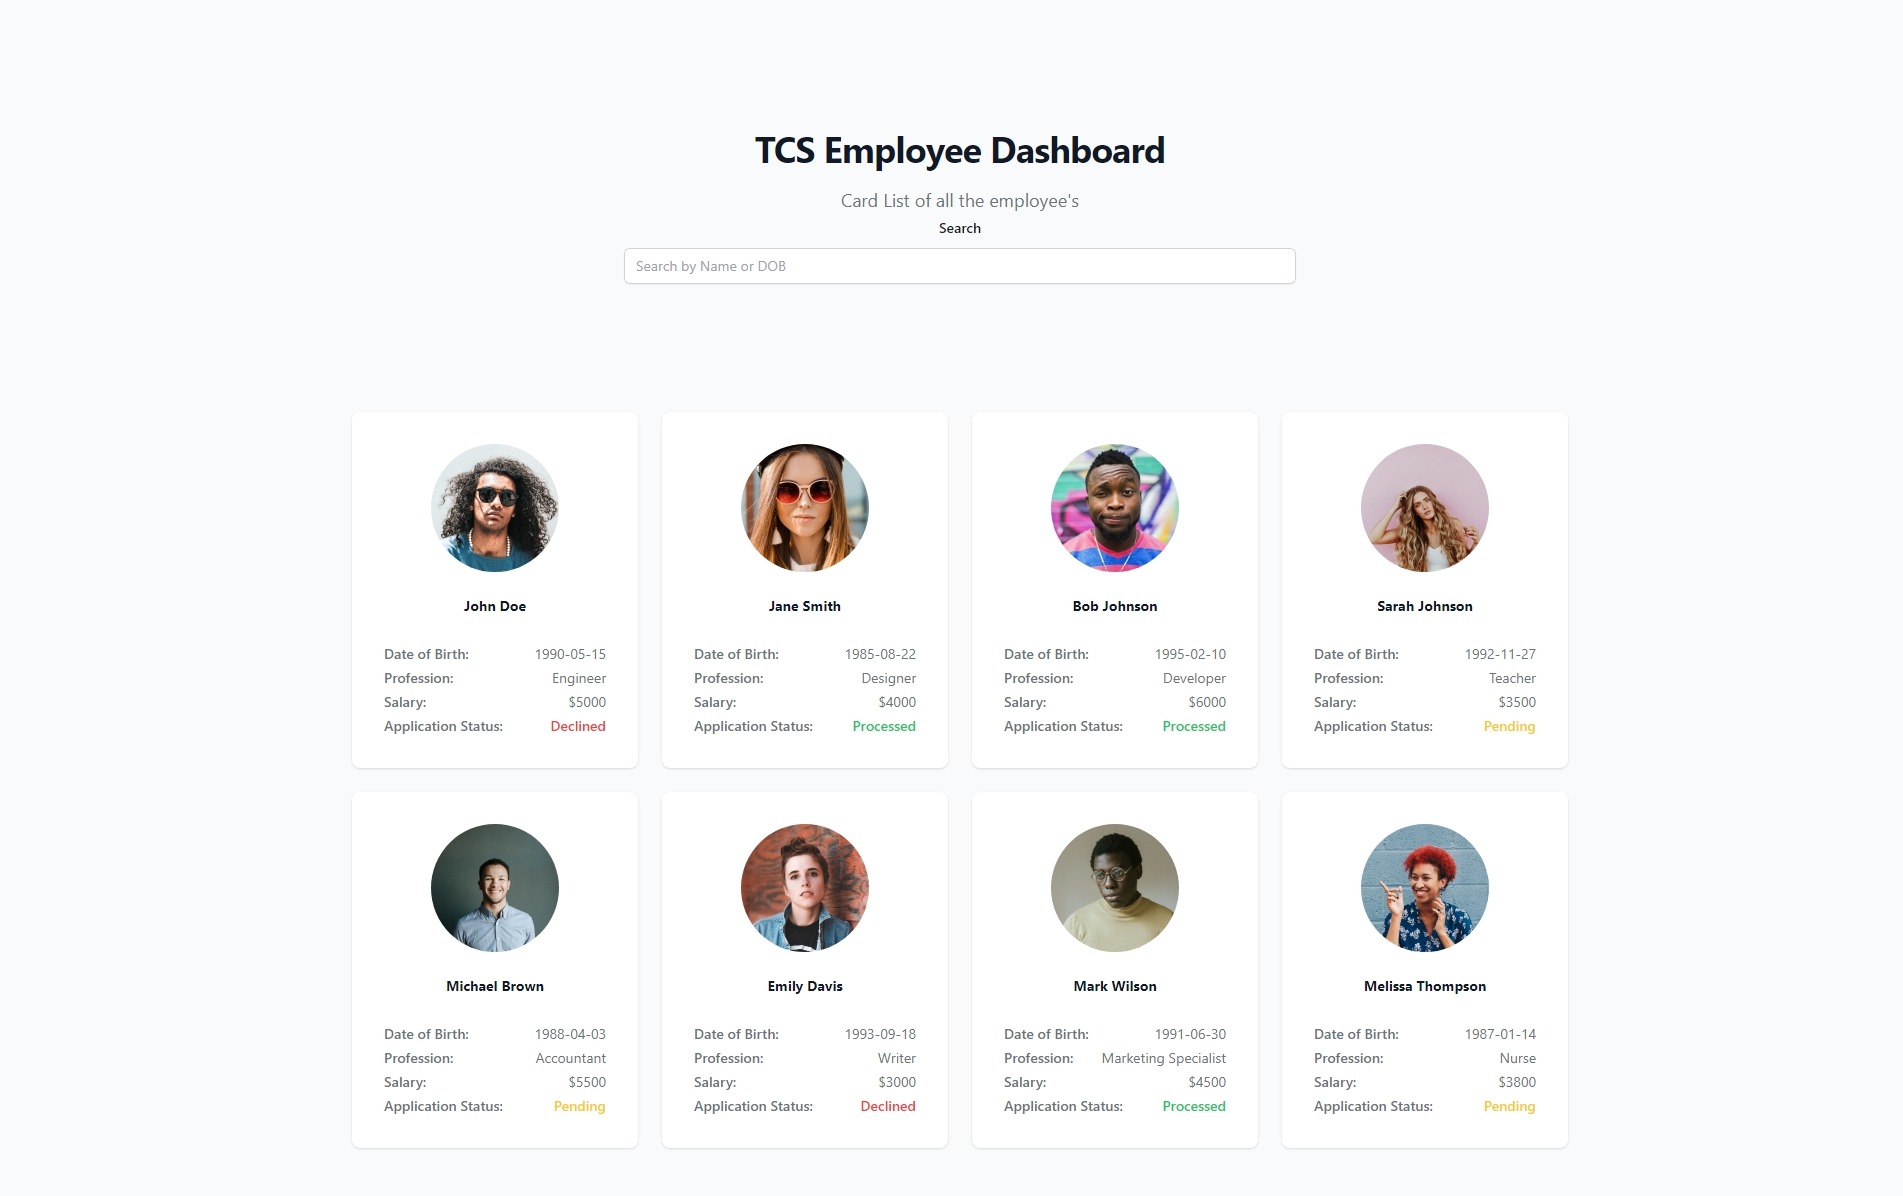 TCS Employee Dashboard
Card List of all the employee's
Search
Search by Name or DOB
John Doe
Date of Birth: 1990-05-15
Profession: Engineer
Salary: $5000
Application Status: Declined
Jane Smith
Date of Birth: 1985-08-22
Profession: Designer
Salary: $4000
Application Status: Processed
Bob Johnson
Date of Birth: 1995-02-10
Profession: Developer
Salary: $6000
Application Status: Processed
Sarah Johnson
Date of Birth: 1992-11-27
Profession: Teacher
Salary: $3500
Application Status: Pending
Michael Brown
Date of Birth: 1988-04-03
Profession: Accountant
Salary: $5500
Application Status: Pending
Emily Davis
Date of Birth: 1993-09-18
Profession: Writer
Salary: $3000
Application Status: Declined
Mark Wilson
Date of Birth: 1991-06-30
Profession: Marketing Specialist
Salary: $4500
Application Status: Processed
Melissa Thompson
Date of Birth: 1987-01-14
Profession: Nurse
Salary: $3800
Application Status: Pending